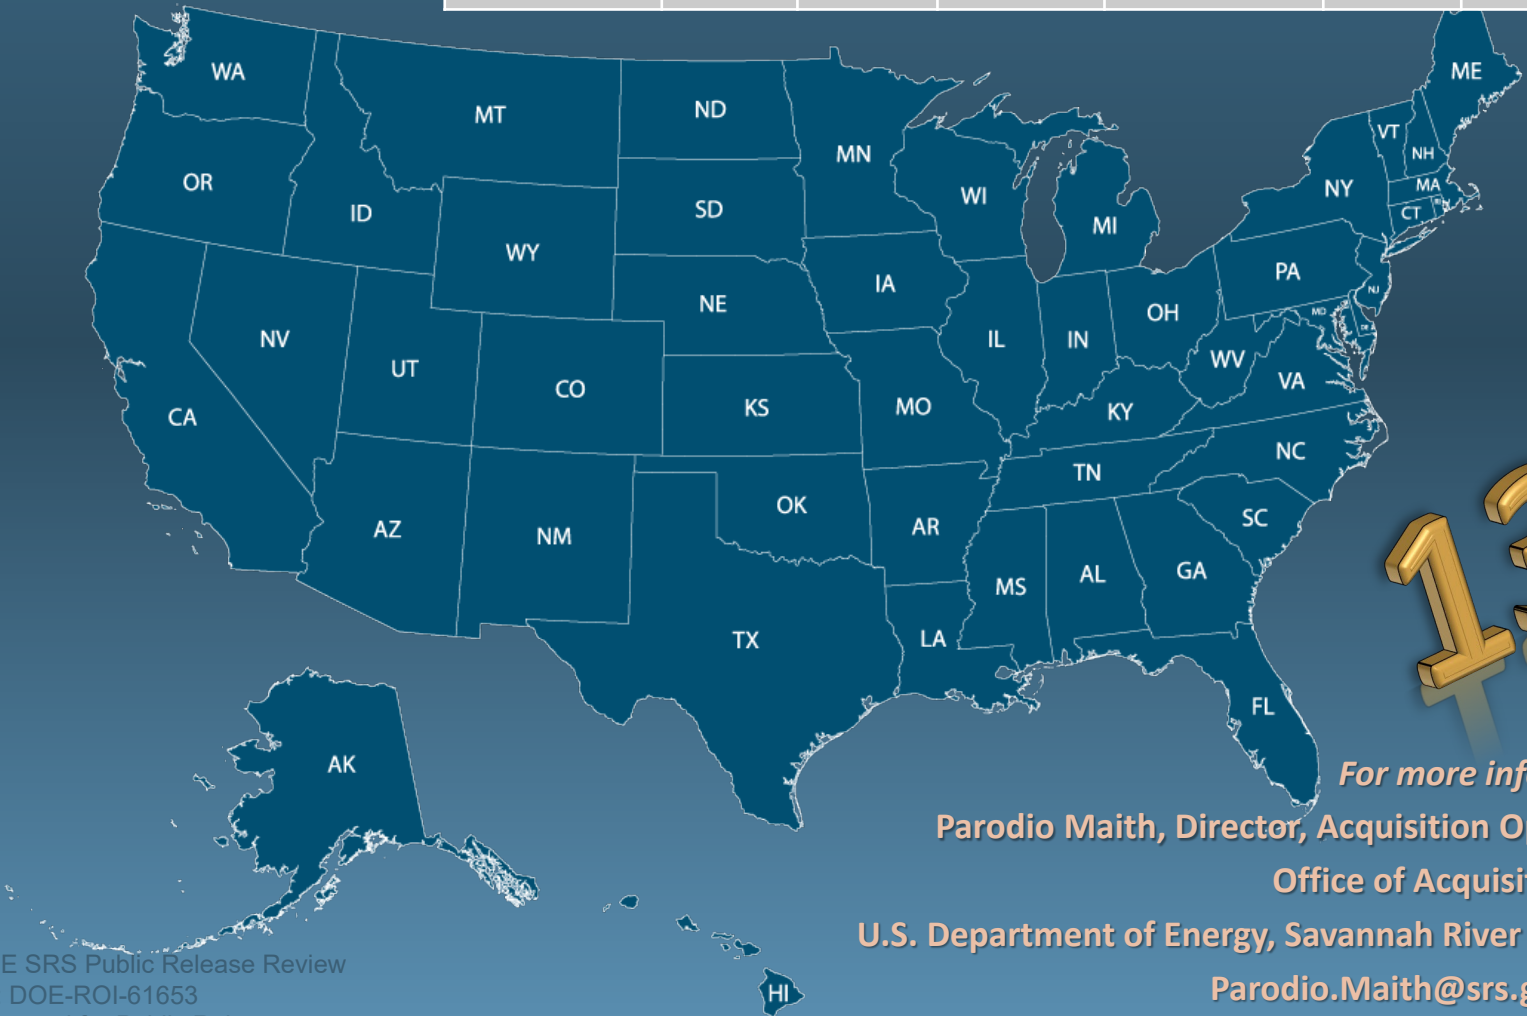 WA
MT
ND
MN
ME
OR
ID
WY
SD
WI
MI
NY
VT
NH
MA
CT
RI
NV
UT
CO
NE
KS
IA
IL
IN
OH
PA
NJ
MD
DE
CA
MO
KY
WV
VA
AZ
NM
OK
AR
TN
NC
SC
TX
LA
MS
AL
GA
FL
AK
HI
13
For more inf
Parodio Maith, Director, Acquisition O
Office of Acquisit
U.S. Department of Energy, Savannah River
Parodio.Maith@srs.g
E SRS Public Release Review
DOE-ROI-61653